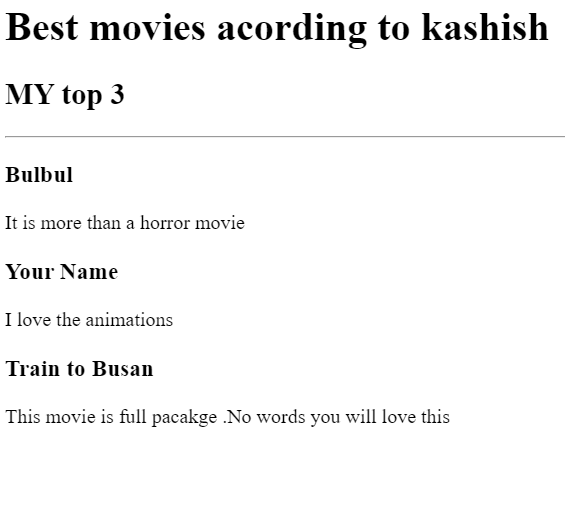 Best movies acording to kashish
MY top 3
Bulbul
It is more than a horror movie
Your Name
I love the animations
Train to Busan
This movie is full pacakge .No words you will love this